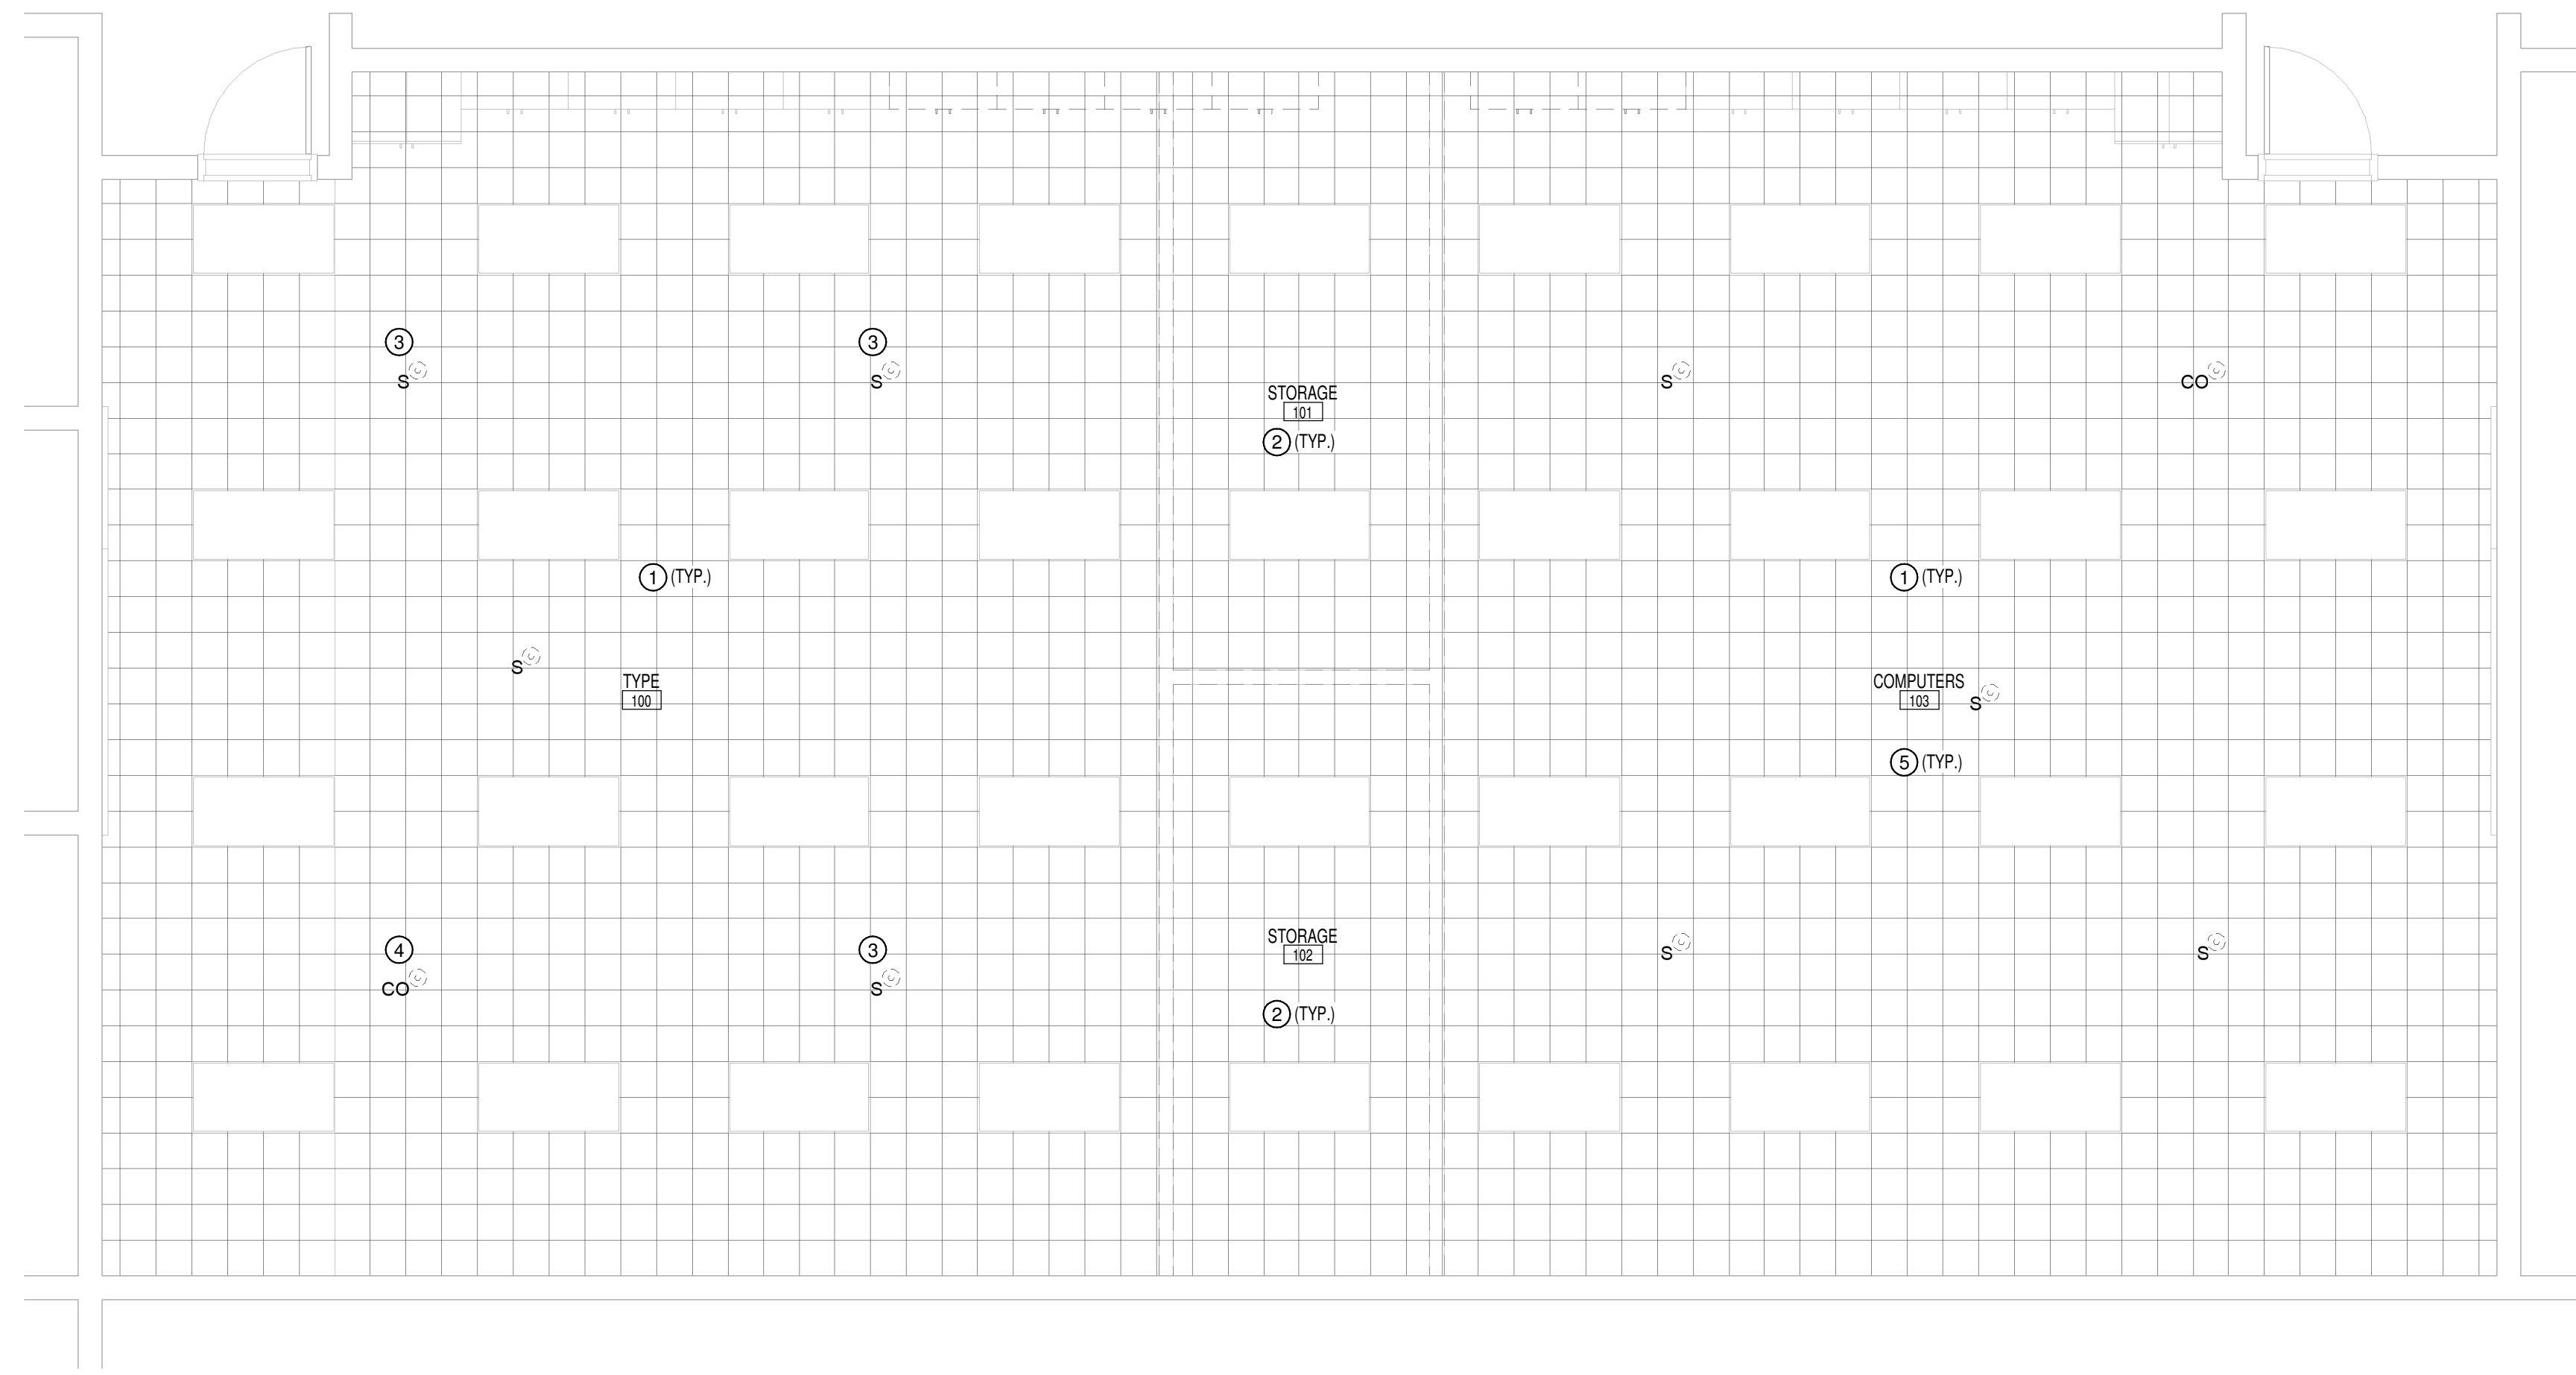 3
3
S
S
S
CO
STORAGE
101
2 (TYP.)
1 (TYP.)
1 (TYP.)
S
TYPE
100
COMPUTERS
103
S
5 (TYP.)
4
3
STORAGE
102
S
S
CO
S
2 (TYP.)